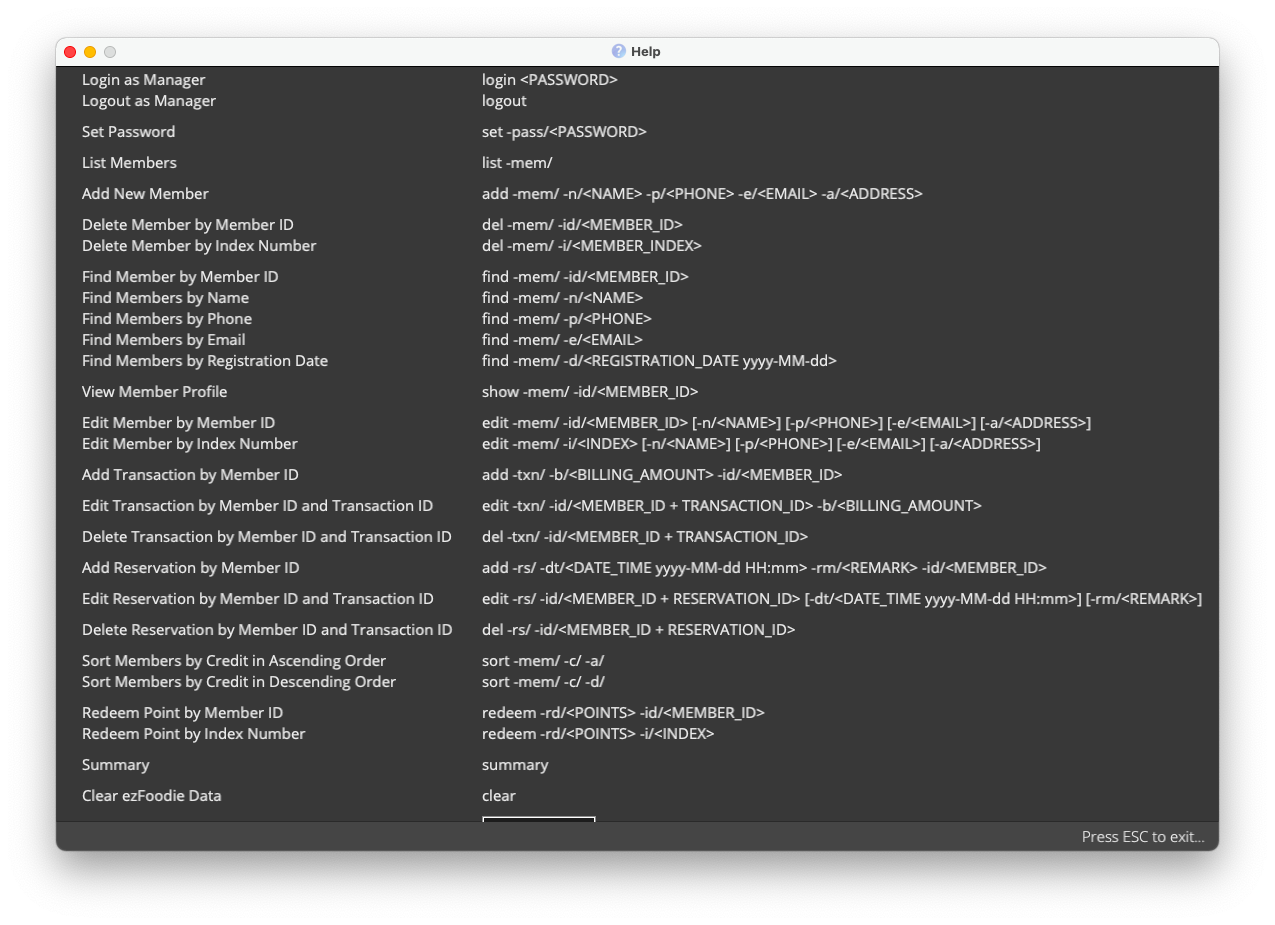 Help
Login as Manager login <PASSWORD>
Logout as Manager logout
Set Password set -pass/<PASSWORD>
List Members list -mem/
Add New Member add -mem/ -n/<NAME> -p/<PHONE> -e/<EMAIL> -a/<ADDRESS>
Delete Member by Member ID del -mem/ -id/<MEMBER_ID>
Delete Member by Index Number del -mem/ -i/<MEMBER_INDEX>
Find Member by Member ID find -mem/ -id/<MEMBER_ID>
Find Members by Name find -mem/ -n/<NAME>
Find Members by Phone find -mem/ -p/<PHONE>
Find Members by Email find -mem/ -e/<EMAIL>
Find Members by Registration Date find -mem/ -d/<REGISTRATION_DATE yyyy-MM-dd>
View Member Profile show -mem/ -id/<MEMBER_ID>
Edit Member by Member ID edit -mem/ -id/<MEMBER_ID> [-n/<NAME>] [-p/<PHONE>] [-e/<EMAIL>] [-a/<ADDRESS>]
Edit Member by Index Number edit -mem/ -i/<INDEX> [-n/<NAME>] [-p/<PHONE>] [-e/<EMAIL>] [-a/<ADDRESS>]
Add Transaction by Member ID add -txn/ -b/<BILLING_AMOUNT> -id/<MEMBER_ID>
Edit Transaction by Member ID and Transaction ID edit -txn/ -id/<MEMBER_ID + TRANSACTION_ID> -b/<BILLING_AMOUNT>
Delete Transaction by Member ID and Transaction ID del -txn/ -id/<MEMBER_ID + TRANSACTION_ID>
Add Reservation by Member ID add -rs/ -dt/<DATE_TIME yyyy-MM-dd HH:mm> -rm/<REMARK> -id/<MEMBER_ID>
Edit Reservation by Member ID and Transaction ID edit -rs/ -id/<MEMBER_ID + RESERVATION_ID> [-dt/<DATE_TIME yyyy-MM-dd HH:mm>] [-rm/<REMARK>]
Delete Reservation by Member ID and Transaction ID del -rs/ -id/<MEMBER_ID + RESERVATION_ID>
Sort Members by Credit in Ascending Order sort -mem/ -c/ -a/
Sort Members by Credit in Descending Order sort -mem/ -c/ -d/
Redeem Point by Member ID redeem -rd/<POINTS> -id/<MEMBER_ID>
Redeem Point by Index Number redeem -rd/<POINTS> -i/<INDEX>
Summary summary
Clear ezFoodie Data clear
Press ESC to exit...